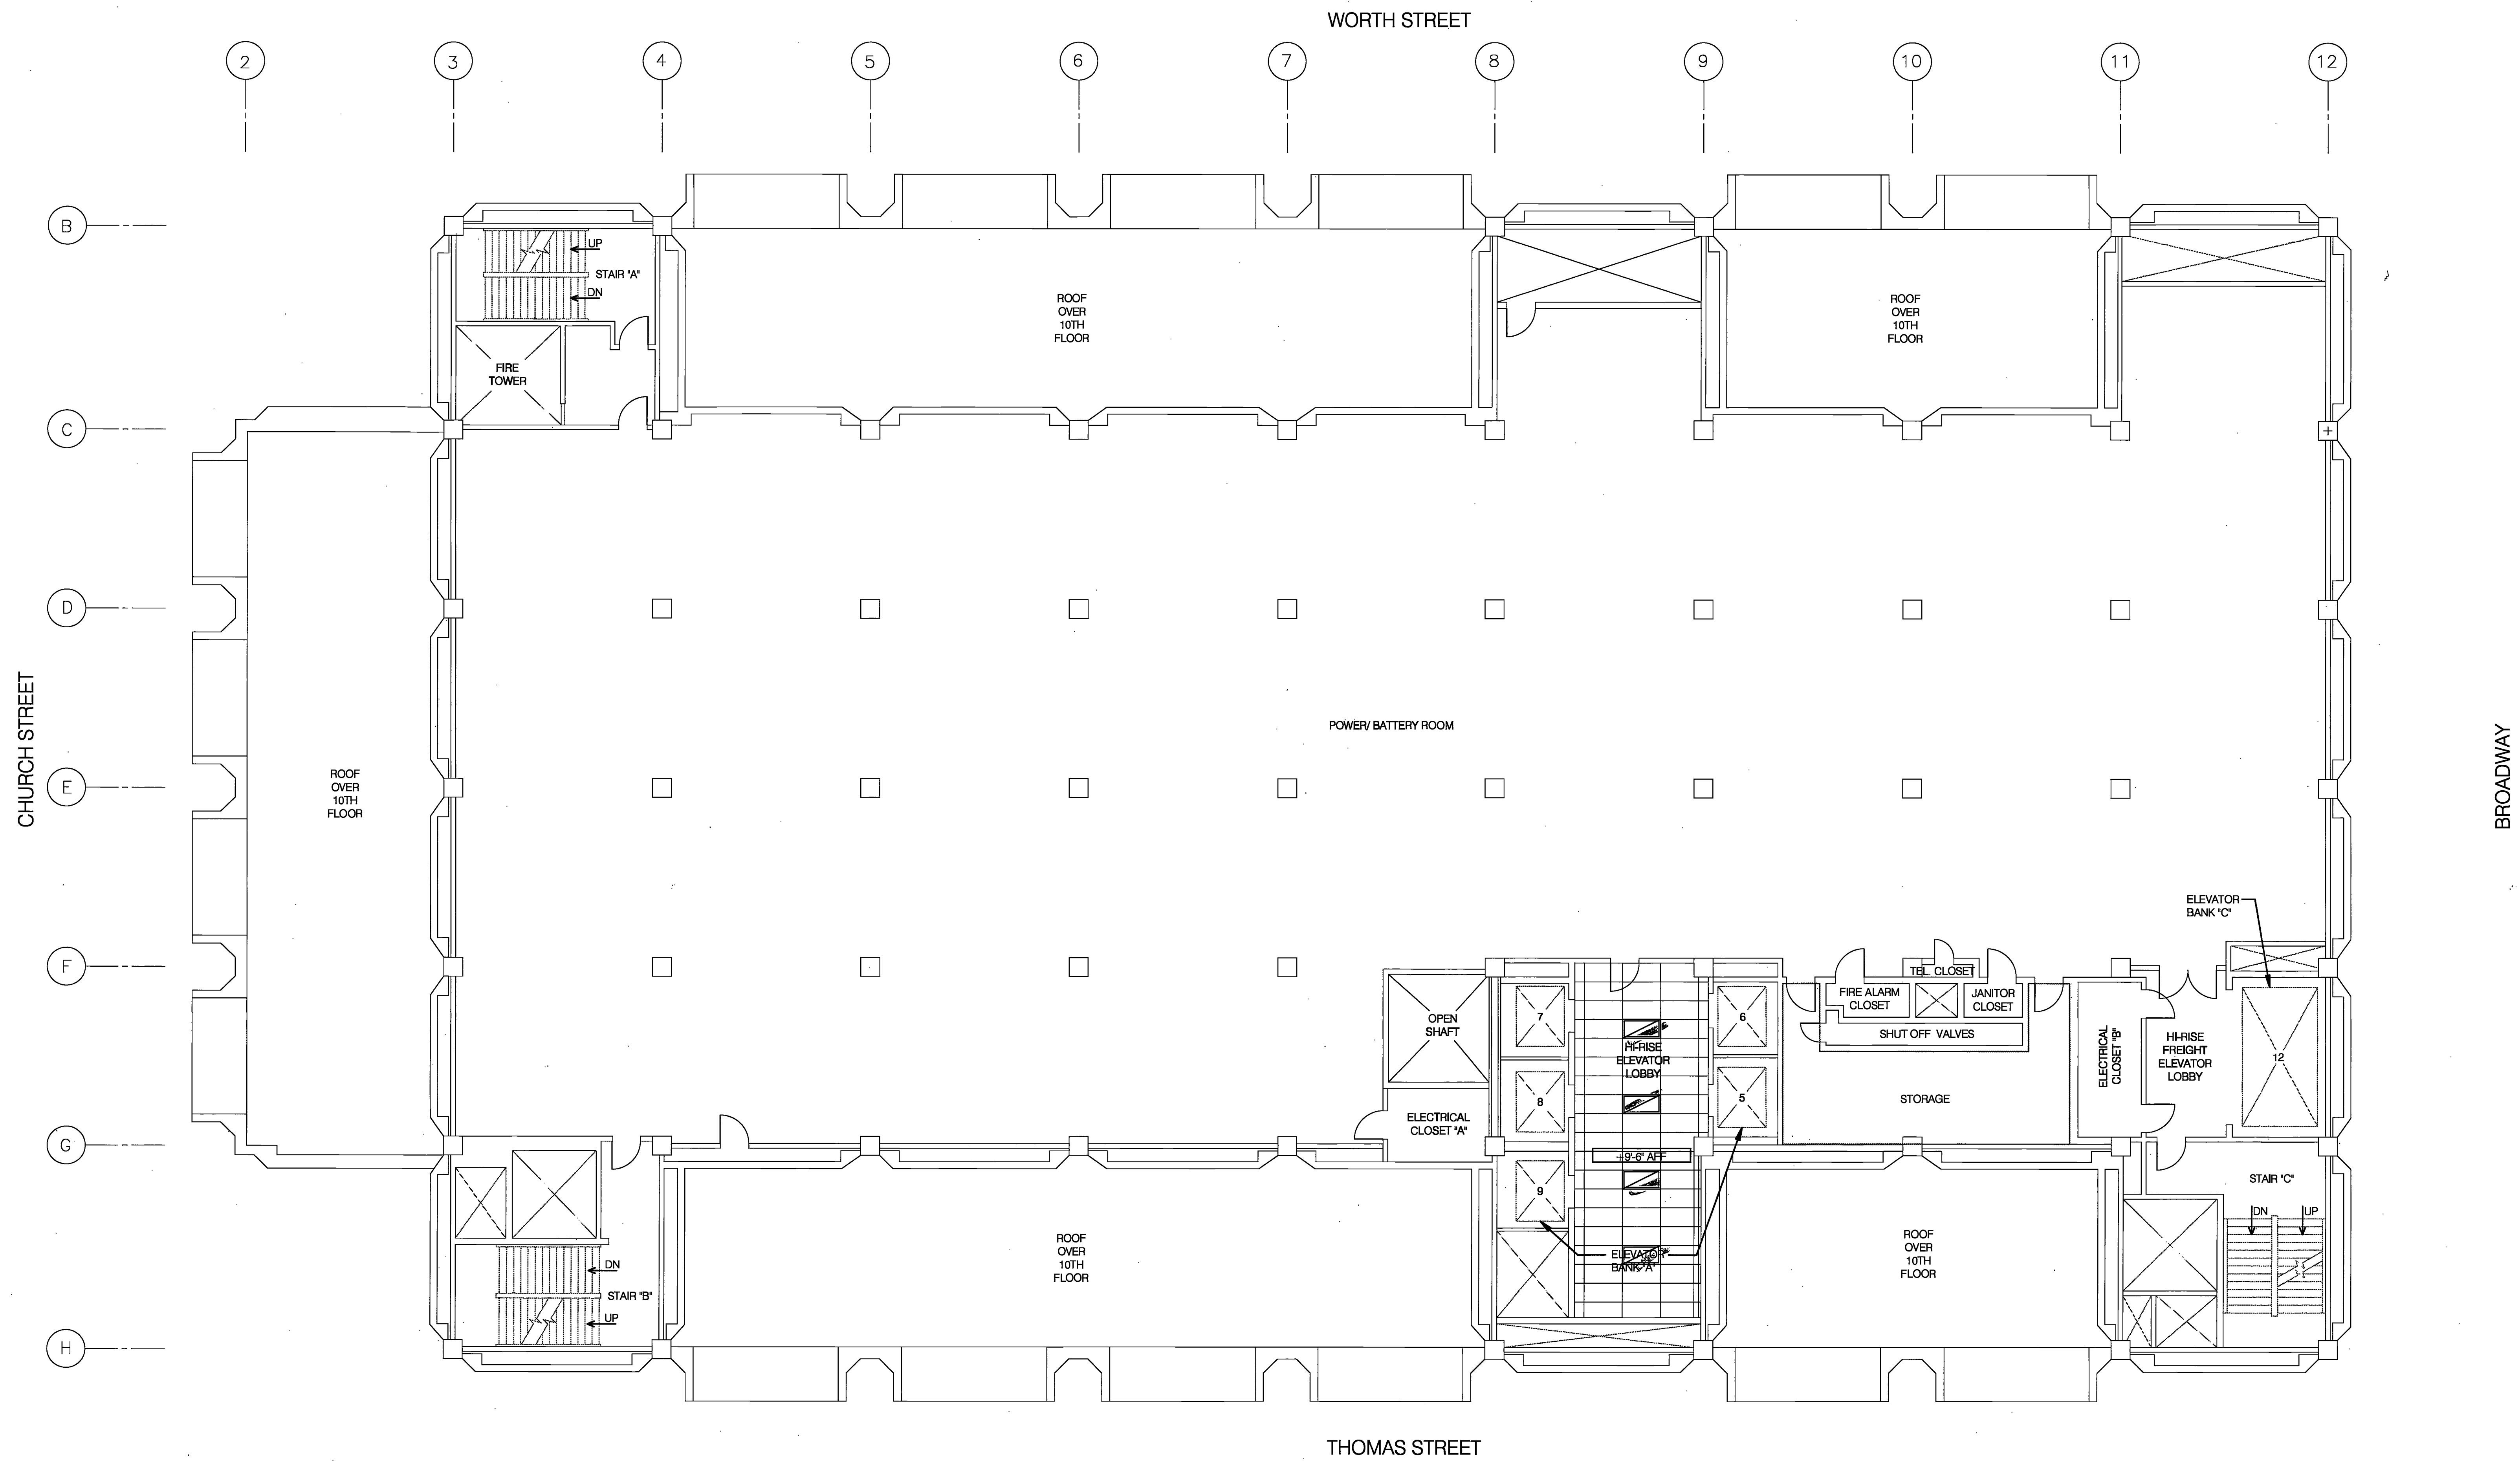 WORTH STREET
2 3 4 5 6 7 8 9 10 11 12
B
UP
STAIR "A"
DN
ROOF
OVER
10TH
FLOOR
ROOF
OVER
10TH
FLOOR
FIRE
TOWER
C
D
CHURCH STREET
POWER/ BATTERY ROOM
BROADWAY
E
ROOF
OVER
10TH
FLOOR
ELEVATOR
BANK "C"
F
TEL. CLOSET
FIRE ALARM
CLOSET
JANITOR
CLOSET
OPEN
SHAFT
7
6
SHUT OFF VALVES
HI-RISE
ELEVATOR
LOBBY
ELECTRICAL
CLOSET "B"
HI-RISE
FREIGHT
ELEVATOR
LOBBY
12
8
5
STORAGE
ELECTRICAL
CLOSET "A"
G
+9'-6" AFF
9
STAIR "C"
DN
UP
ROOF
OVER
10TH
FLOOR
ELEVATOR
BANK "A"
ROOF
OVER
10TH
FLOOR
DN
STAIR "B"
UP
H
THOMAS STREET